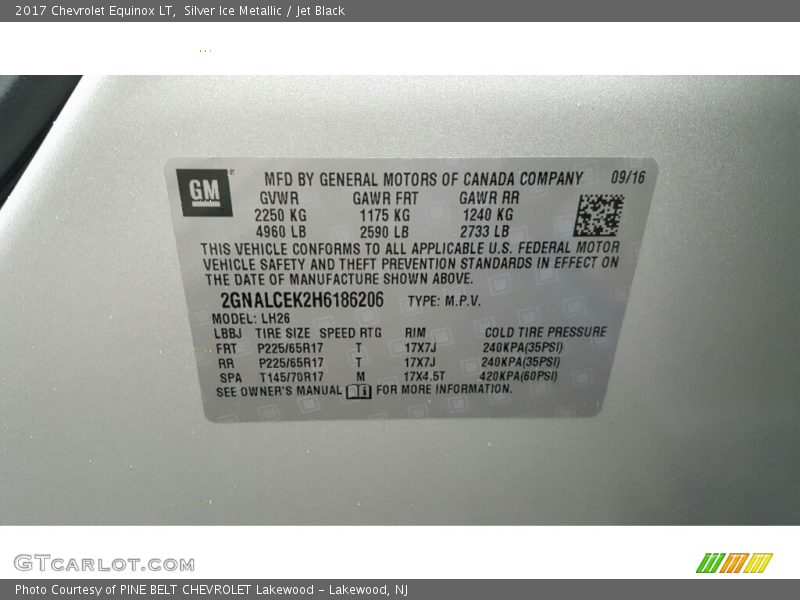 2017 Chevrolet Equinox LT, Silver Ice Metallic / Jet Black
GM MFD BY GENERAL MOTORS OF CANADA COMPANY 09/16
GVWR GAWR FRT GAWR RR
2250 KG 1175 KG 1240 KG
4960 LB 2590 LB 2733 LB
THIS VEHICLE CONFORMS TO ALL APPLICABLE U.S. FEDERAL MOTOR
VEHICLE SAFETY AND THEFT PREVENTION STANDARDS IN EFFECT ON
THE DATE OF MANUFACTURE SHOWN ABOVE.
2GNALCEK2H6186206 TYPE: M.P.V.
MODEL: LH26
LBBJ TIRE SIZE SPEED RTG RIM COLD TIRE PRESSURE
FRT P225/65R17 T 17X7J 240KPA(35PSI)
RR P225/65R17 T 17X7J 240KPA(35PSI)
SPA T145/70R17 M 17X4.5T 420KPA(60PSI)
SEE OWNER'S MANUAL FOR MORE INFORMATION.
GTCARLOT.COM
Photo Courtesy of PINE BELT CHEVROLET Lakewood - Lakewood, NJ